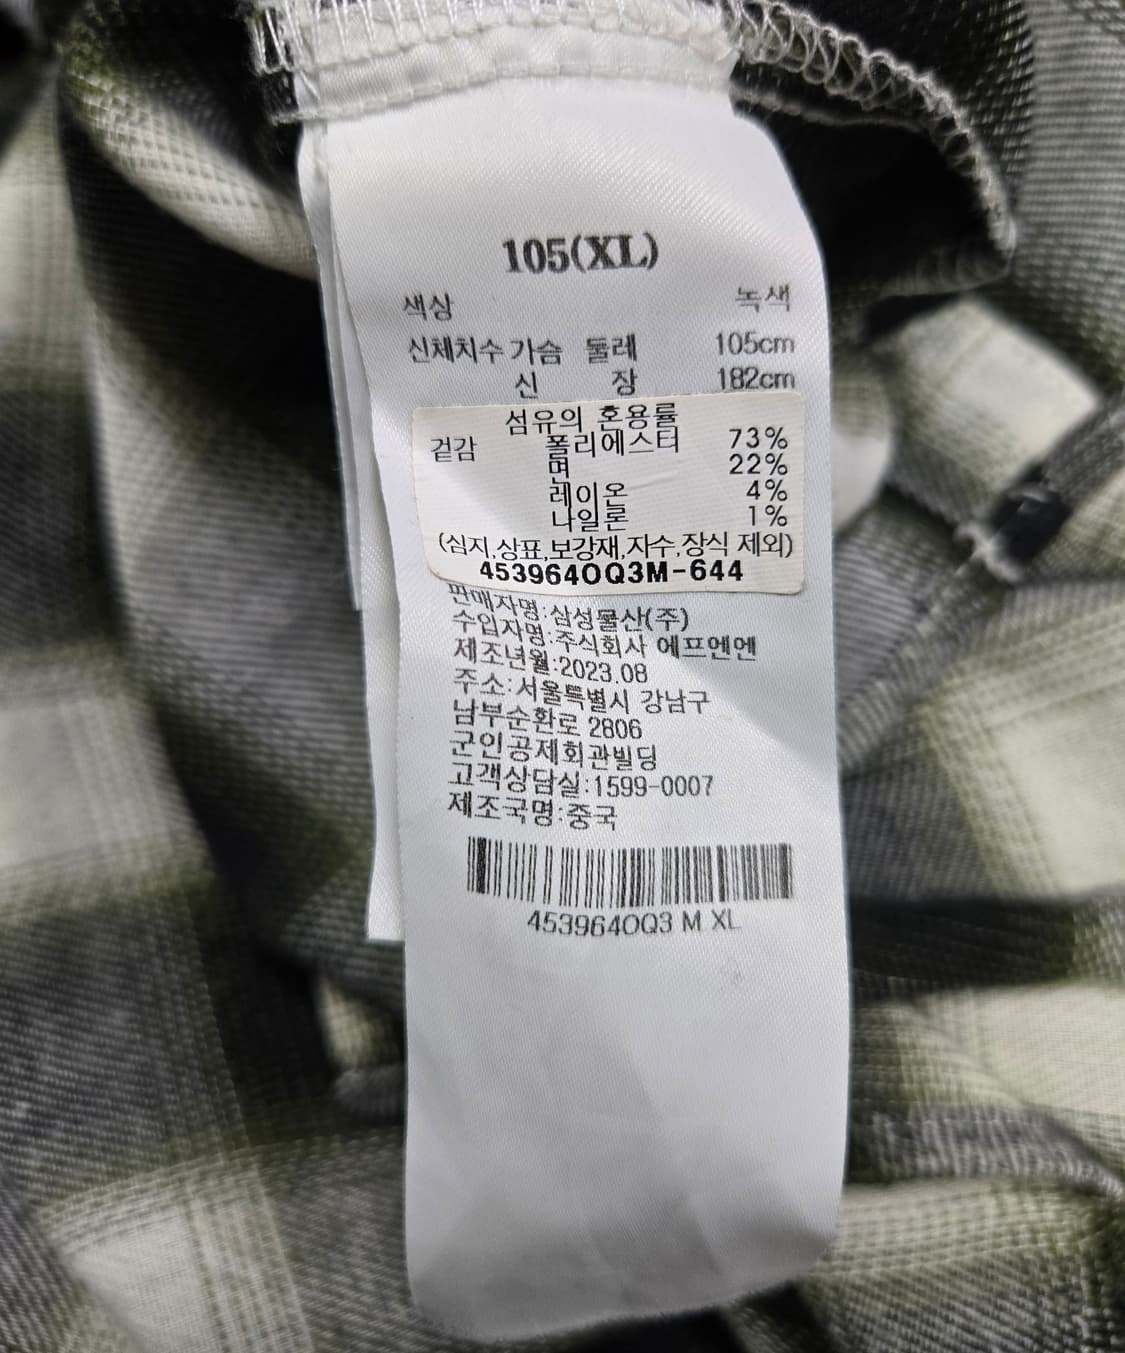 105(XL)
색상 녹색
신체치수 가슴 둘레 105cm
신 장 182cm
섬유의 혼용률
겉감 폴리에스터 73%
면 22%
레이온 4%
나일론 1%
(심지,상표,보강재,자수,장식 제외)
453964OQ3M-644
판매자명:삼성물산(주)
수입자명:주식회사 에프엔엔
제조년월:2023.08
주소:서울특별시 강남구
남부순환로 2806
군인공제회관빌딩
고객상담실:1599-0007
제조국명:중국
453964OQ3 M XL